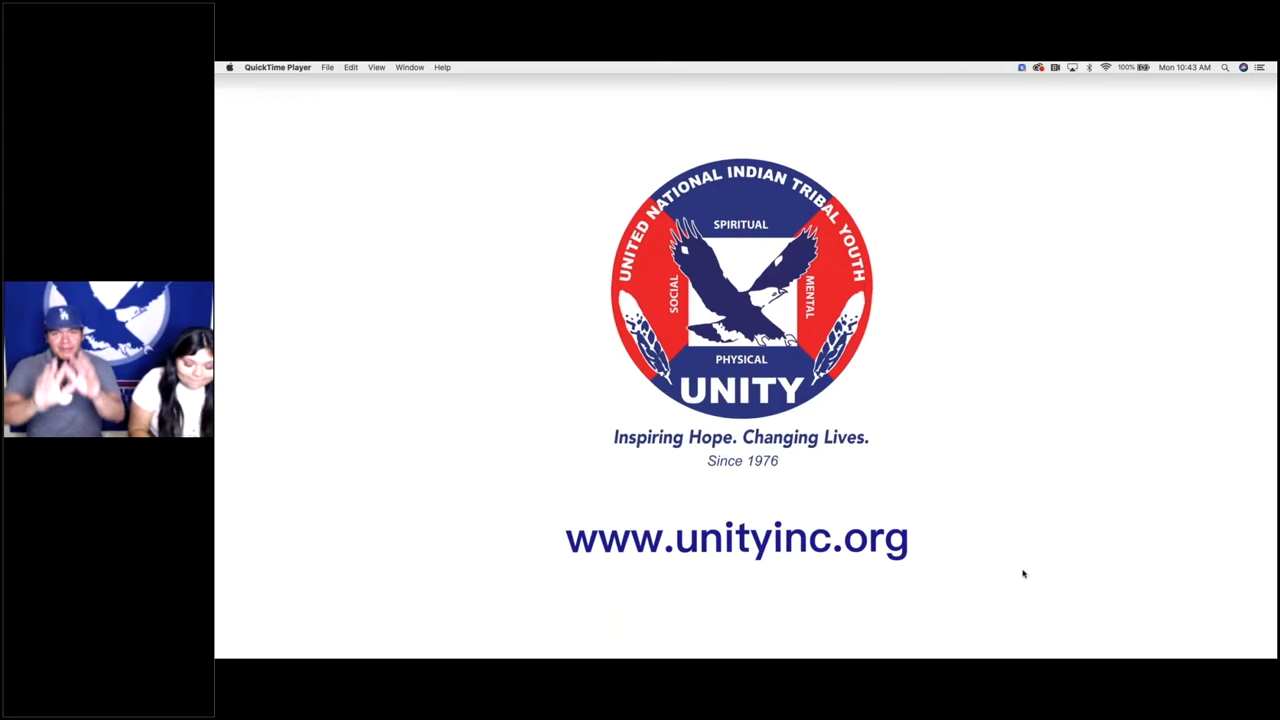 QuickTime Player File Edit View Window Help 100% Mon 10:43 AM
UNITED NATIONAL INDIAN TRIBAL YOUTH
SPIRITUAL
SOCIAL
MENTAL
PHYSICAL
UNITY
Inspiring Hope. Changing Lives.
Since 1976
www.unityinc.org
LA